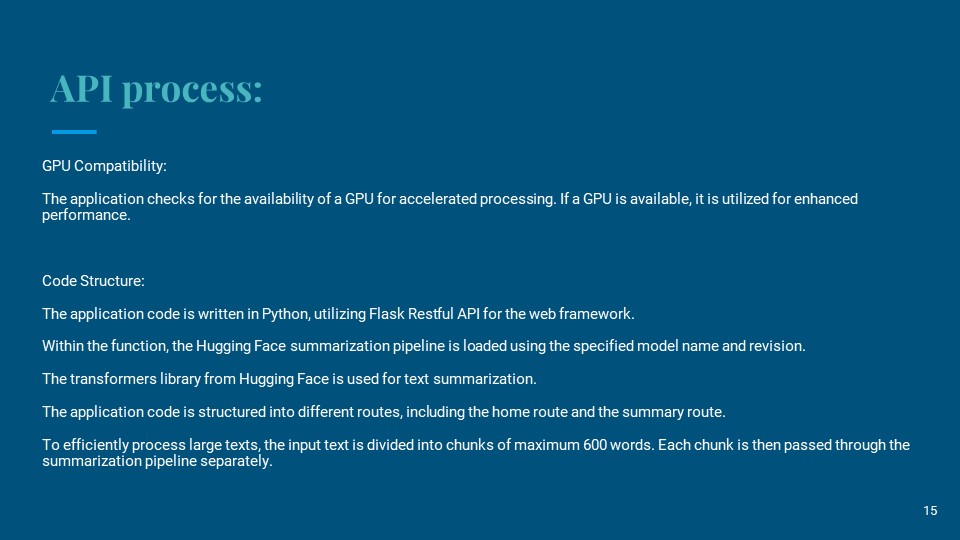 API process:
GPU Compatibility:
The application checks for the availability of a GPU for accelerated processing. If a GPU is available, it is utilized for enhanced
performance.
Code Structure:
The application code is written in Python, utilizing Flask Restful API for the web framework.
Within the function, the Hugging Face summarization pipeline is loaded using the specified model name and revision.
The transformers library from Hugging Face is used for text summarization.
The application code is structured into different routes, including the home route and the summary route.
To efficiently process large texts, the input text is divided into chunks of maximum 600 words. Each chunk is then passed through the
summarization pipeline separately.
15